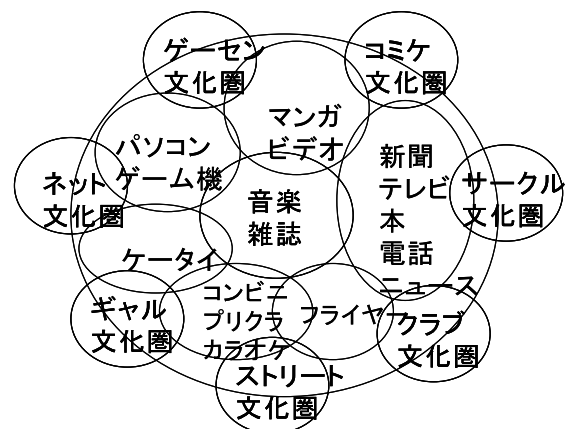 ゲーセン
文化圏
コミケ
文化圏
マンガ
ビデオ
パソコン
ゲーム機
新聞
テレビ
本
電話
ニュース
ネット
文化圏
音楽
雑誌
サークル
文化圏
ケータイ
コンビニ
プリクラ
カラオケ
フライヤー
ギャル
文化圏
クラブ
文化圏
ストリート
文化圏